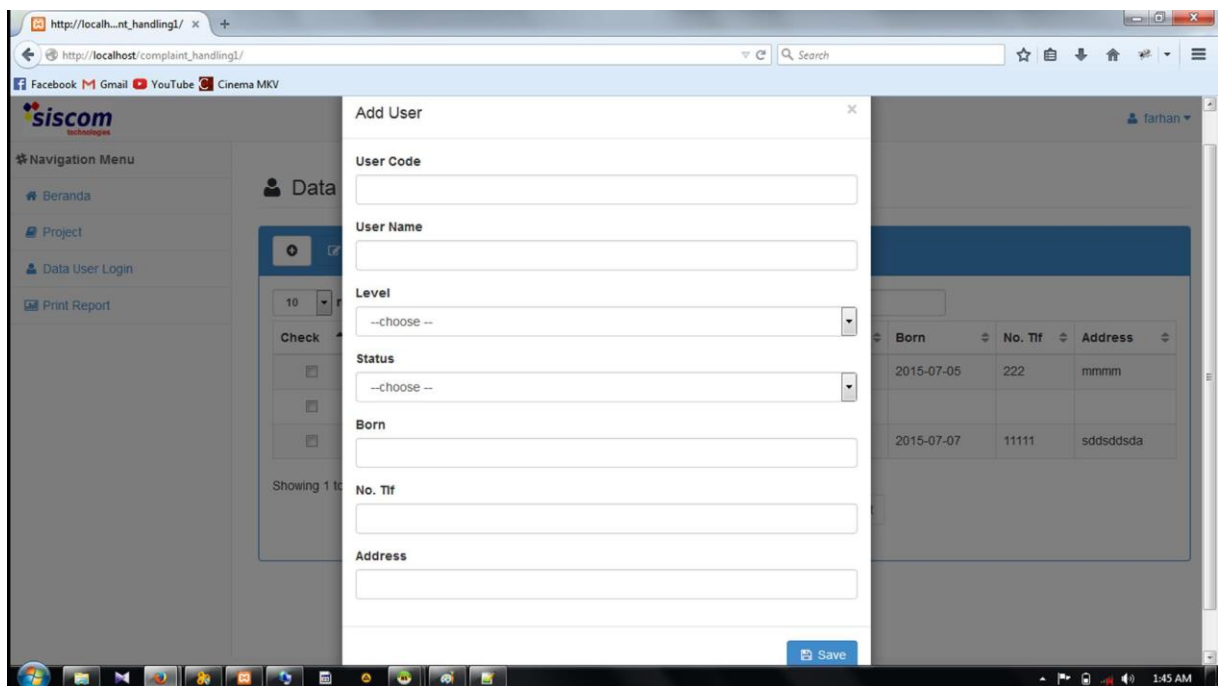 http://localh...nt_handling1/ × +
http://localhost/complaint_handling1/
Search
Facebook Gmail YouTube Cinema MKV
siscom
technologies
farhan
Navigation Menu
Beranda
Project
Data User Login
Print Report
Data
10 r
Check Born No. Tlf Address
2015-07-05 222 mmmm
2015-07-07 11111 sddsddsda
Showing 1 to
Add User ×
User Code
User Name
Level
--choose --
Status
--choose --
Born
No. Tlf
Address
Save
1:45 AM